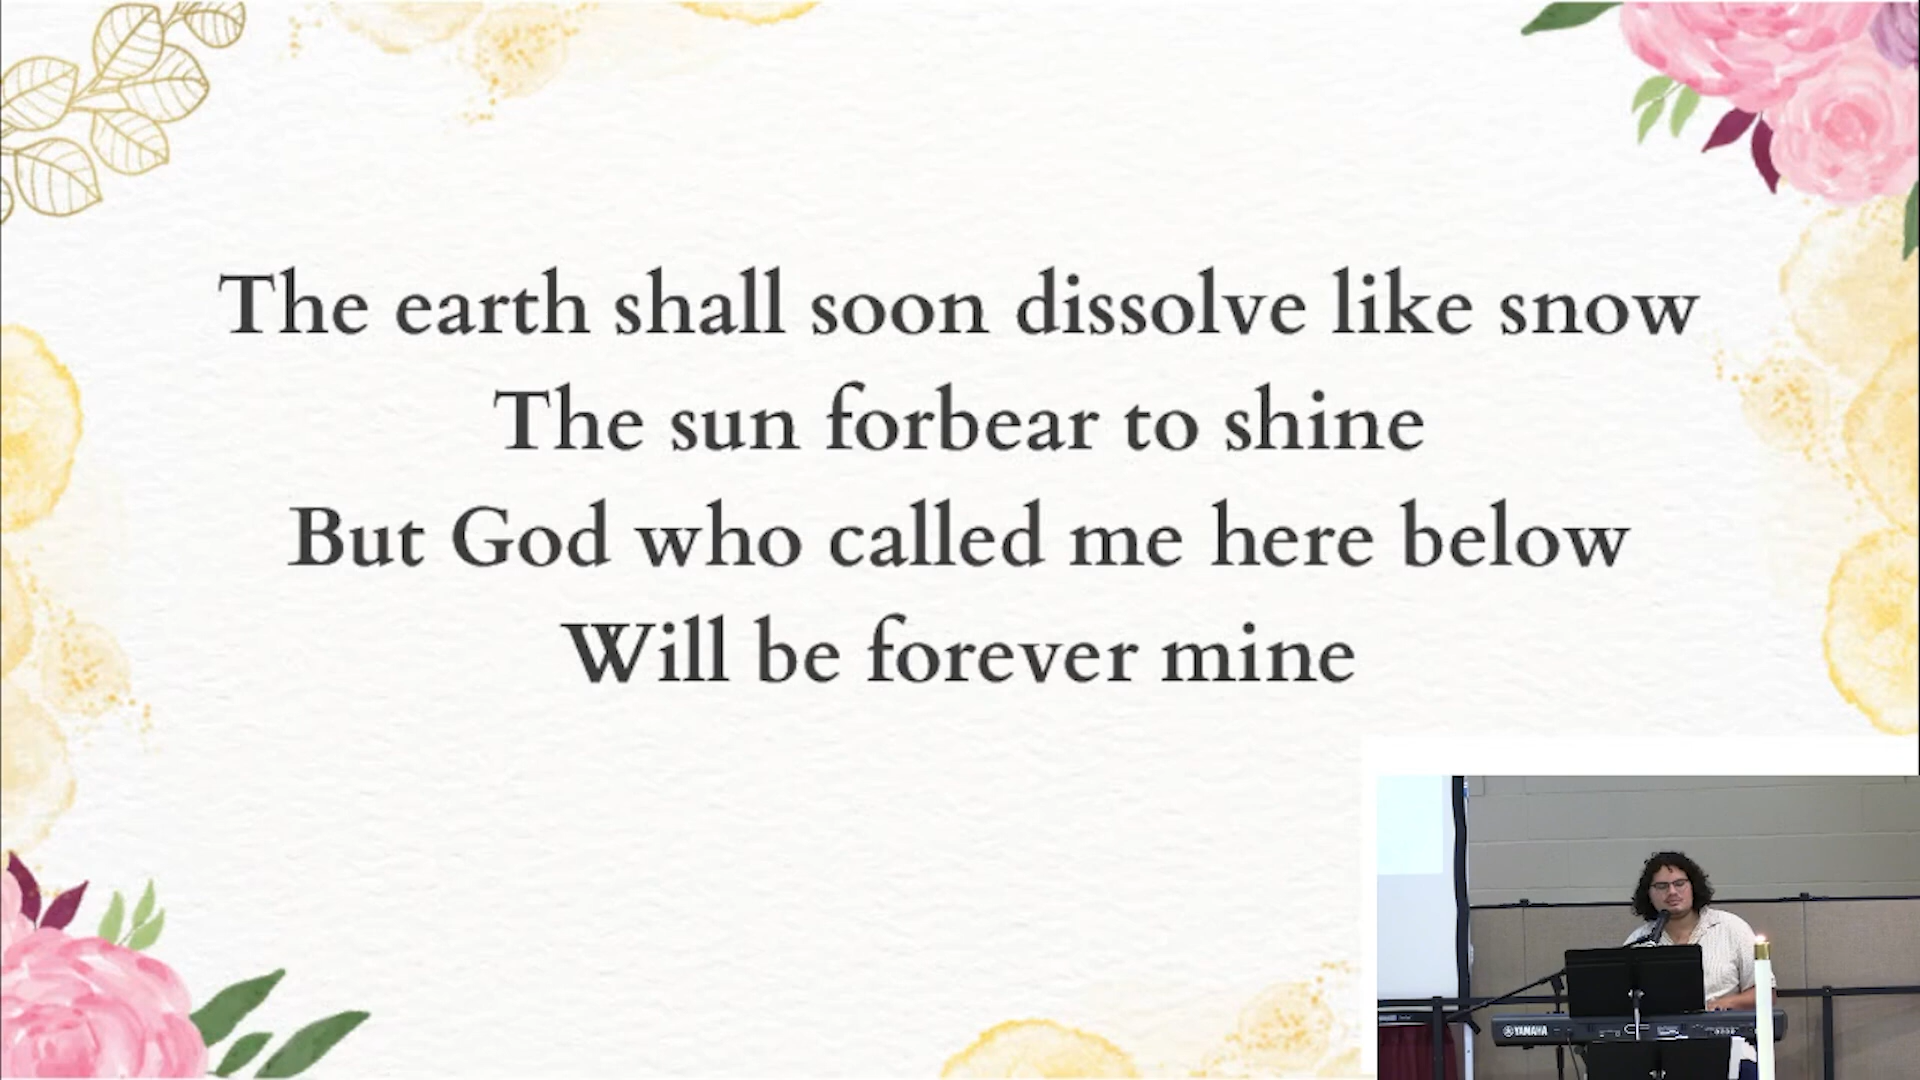 The earth shall soon dissolve like snow
The sun forbear to shine
But God who called me here below
Will be forever mine
YAMAHA